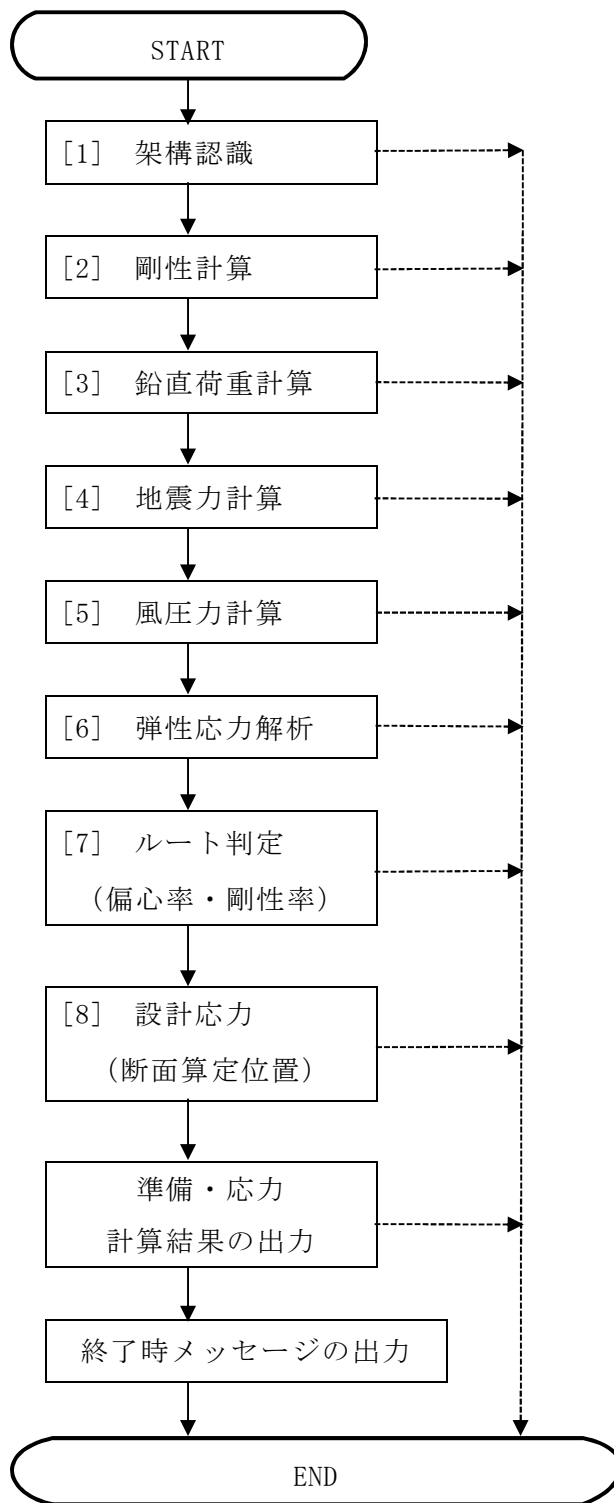 START
[1] 架構認識
[2] 剛性計算
[3] 鉛直荷重計算
[4] 地震力計算
[5] 風圧力計算
[6] 弾性応力解析
[7] ルート判定
(偏心率・剛性率)
[8] 設計応力
(断面算定位置)
準備・応力
計算結果の出力
終了時メッセージの出力
END